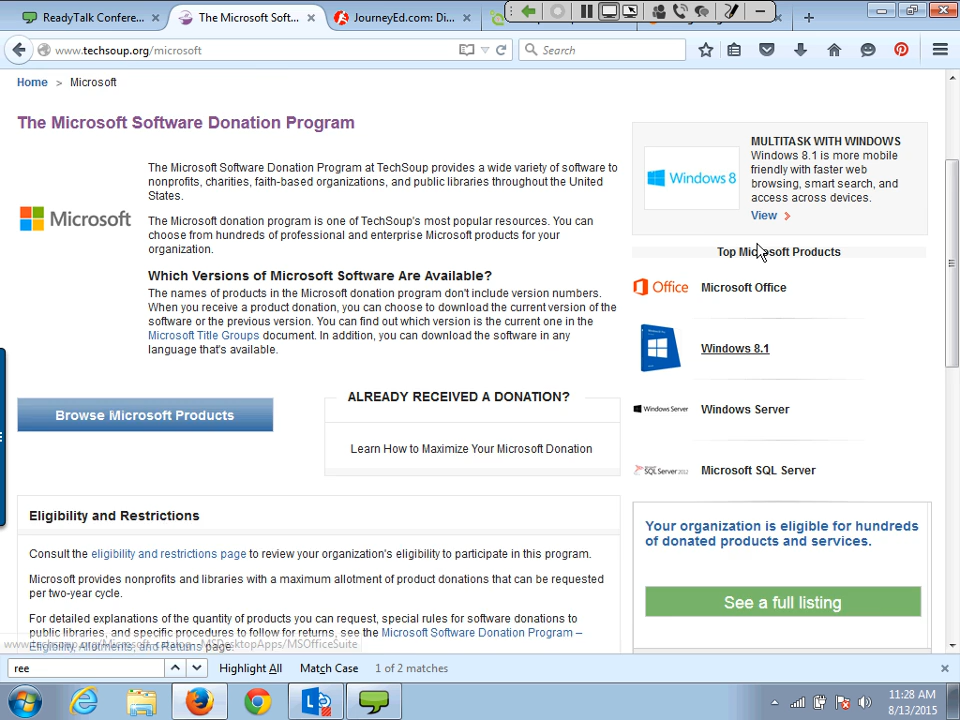 ReadyTalk Confere...
The Microsoft Soft...
JourneyEd.com: Di...
www.techsoup.org/microsoft
Search
Home > Microsoft
The Microsoft Software Donation Program
Microsoft
The Microsoft Software Donation Program at TechSoup provides a wide variety of software to
nonprofits, charities, faith-based organizations, and public libraries throughout the United
States.
The Microsoft donation program is one of TechSoup's most popular resources. You can
choose from hundreds of professional and enterprise Microsoft products for your
organization.
Which Versions of Microsoft Software Are Available?
The names of products in the Microsoft donation program don't include version numbers.
When you receive a product donation, you can choose to download the current version of the
software or the previous version. You can find out which version is the current one in the
Microsoft Title Groups document. In addition, you can download the software in any
language that's available.
Browse Microsoft Products
ALREADY RECEIVED A DONATION?
Learn How to Maximize Your Microsoft Donation
Eligibility and Restrictions
Consult the eligibility and restrictions page to review your organization's eligibility to participate in this program.
Microsoft provides nonprofits and libraries with a maximum allotment of product donations that can be requested
per two-year cycle.
For detailed explanations of the quantity of products you can request, special rules for software donations to
public libraries, and specific procedures to follow for returns, see the Microsoft Software Donation Program –
Eligibility, Allotments, and Returns page.
Windows 8
MULTITASK WITH WINDOWS
Windows 8.1 is more mobile
friendly with faster web
browsing, smart search, and
access across devices.
View >
Top Microsoft Products
Office
Microsoft Office
Windows 8.1
Windows Server
Windows Server
SQL Server 2012
Microsoft SQL Server
Your organization is eligible for hundreds
of donated products and services.
See a full listing
ree
Highlight All
Match Case
1 of 2 matches
11:28 AM
8/13/2015